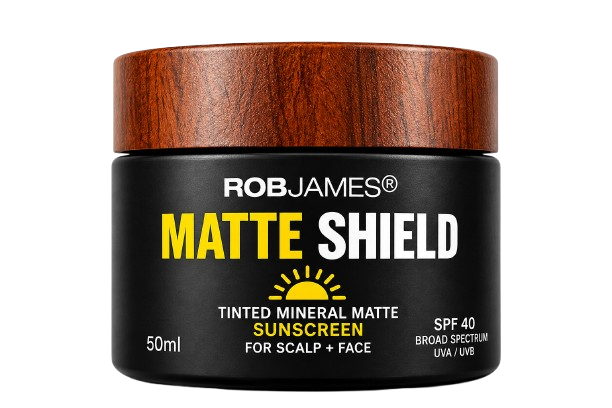 ROBJAMES®
MATTE SHIELD
TINTED MINERAL MATTE
SUNSCREEN
FOR SCALP + FACE
50ml
SPF 40
BROAD SPECTRUM
UVA / UVB